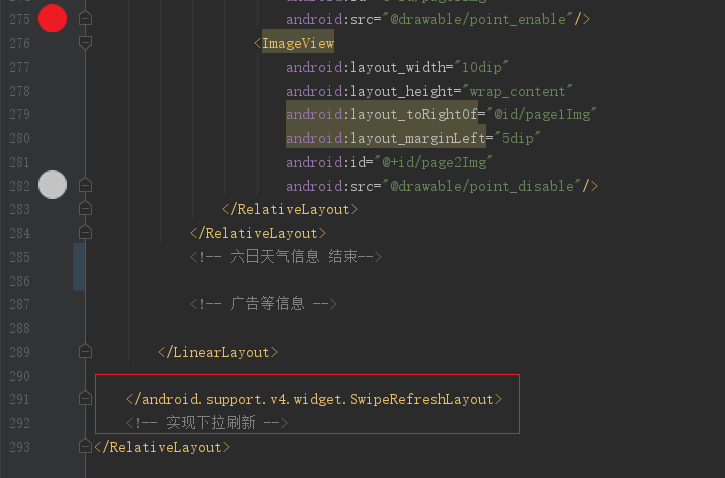 275 android:src="@drawable/point_enable"/>
276 <ImageView
277 android:layout_width="10dip"
278 android:layout_height="wrap_content"
279 android:layout_toRightOf="@id/page1Img"
280 android:layout_marginLeft="5dip"
281 android:id="@+id/page2Img"
282 android:src="@drawable/point_disable"/>
283 </RelativeLayout>
284 </RelativeLayout>
285 <!-- 六日天气信息 结束-->
286
287 <!-- 广告等信息 -->
288
289 </LinearLayout>
290
291 </android.support.v4.widget.SwipeRefreshLayout>
292 <!-- 实现下拉刷新 -->
293 </RelativeLayout>